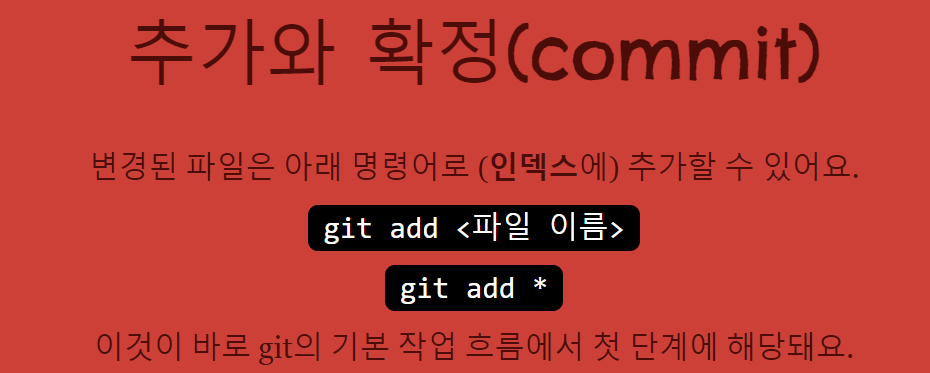 추가와 확정(commit)
변경된 파일은 아래 명령어로 (인덱스에) 추가할 수 있어요.
git add <파일 이름>
git add *
이것이 바로 git의 기본 작업 흐름에서 첫 단계에 해당돼요.